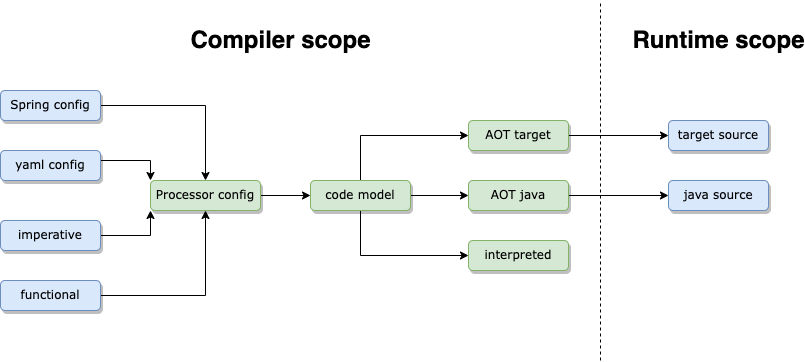 Compiler scope
Runtime scope
Spring config
yaml config
imperative
functional
Processor config
code model
AOT target
AOT java
interpreted
target source
java source